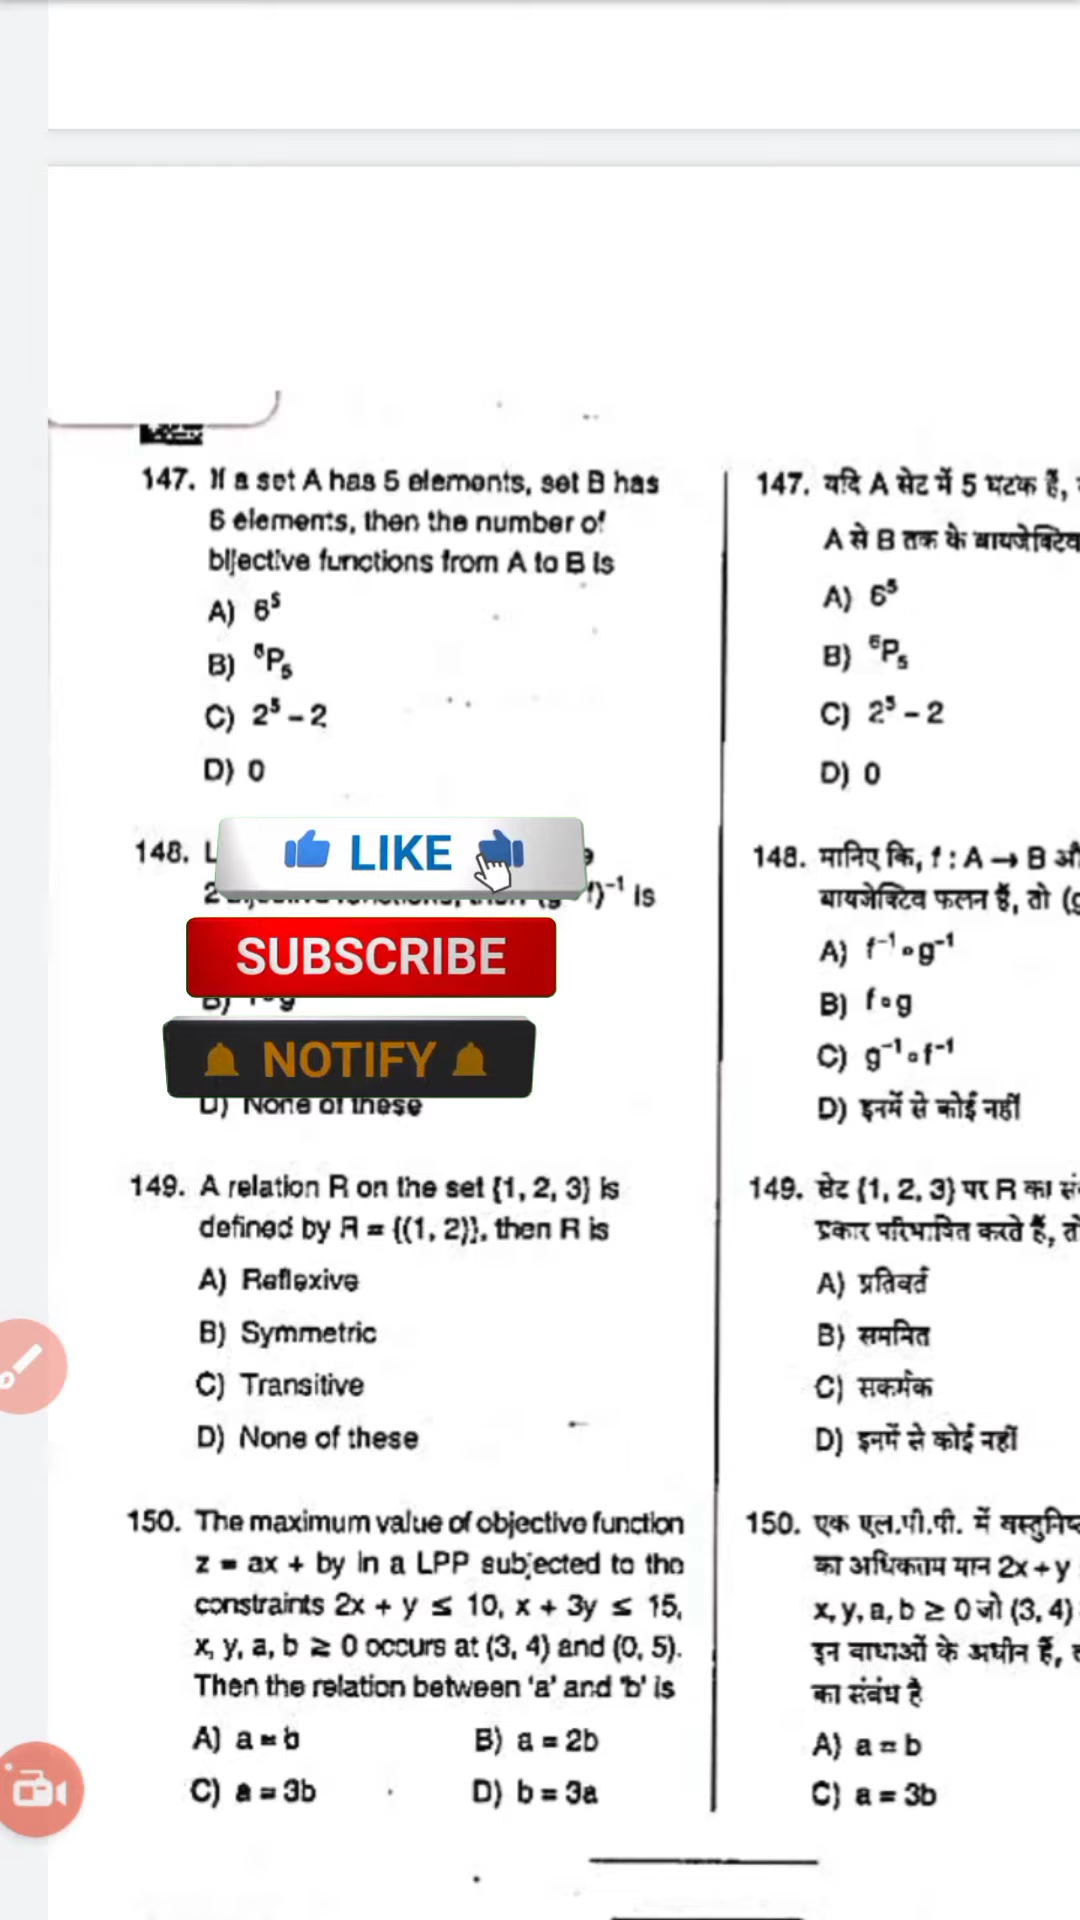 147. If a set A has 5 elements, set B has
6 elements, then the number of
bijective functions from A to B is
A) 6⁵
B) ⁶P₅
C) 2⁵ – 2
D) 0
148.
LIKE
f)⁻¹ is
SUBSCRIBE
B) f∘g
NOTIFY
D) None of these
149. A relation R on the set {1, 2, 3} is
defined by R = {(1, 2)}, then R is
A) Reflexive
B) Symmetric
C) Transitive
D) None of these
150. The maximum value of objective function
z = ax + by in a LPP subjected to the
constraints 2x + y ≤ 10, x + 3y ≤ 15,
x, y, a, b ≥ 0 occurs at (3, 4) and (0, 5).
Then the relation between 'a' and 'b' is
A) a = b B) a = 2b
C) a = 3b D) b = 3a
147. यदि A सेट में 5 घटक हैं,
A से B तक के बायजेक्टिव
A) 6⁵
B) ⁶P₅
C) 2⁵ – 2
D) 0
148. मानिए कि, f : A → B औ
बायजेक्टिव फलन हैं, तो (g
A) f⁻¹∘g⁻¹
B) f∘g
C) g⁻¹∘f⁻¹
D) इनमें से कोई नहीं
149. सेट {1, 2, 3} पर R का सं
प्रकार परिभाषित करते हैं, तो
A) प्रतिवर्त
B) सममित
C) सकर्मक
D) इनमें से कोई नहीं
150. एक एल.पी.पी. में वस्तुनिष्ठ
का अधिकतम मान 2x + y
x, y, a, b ≥ 0 जो (3, 4)
इन बाधाओं के अधीन हैं,
का संबंध है
A) a = b
C) a = 3b